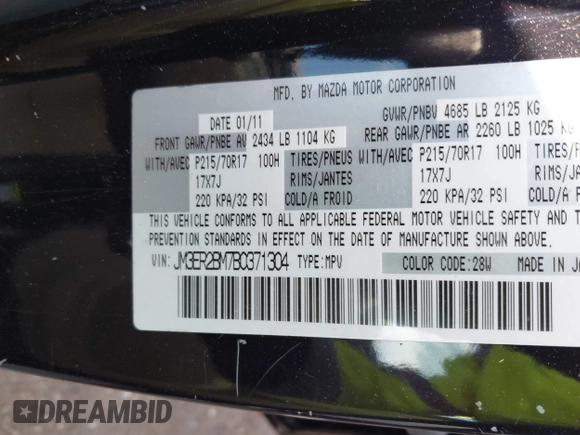 MFD. BY MAZDA MOTOR CORPORATION
DATE 01/11
GVWR/PNBV 4685 LB 2125 KG
FRONT GAWR/PNBE AV 2434 LB 1104 KG
REAR GAWR/PNBE AR 2260 LB 1025 KG
WITH/AVEC P215/70R17 100H TIRES/PNEUS
WITH/AVEC P215/70R17 100H TIRES/
17X7J RIMS/JANTES
17X7J RIMS/J
220 KPA/32 PSI COLD/A FROID
220 KPA/32 PSI COLD/A
THIS VEHICLE CONFORMS TO ALL APPLICABLE FEDERAL MOTOR VEHICLE SAFETY AND T
PREVENTION STANDARDS IN EFFECT ON THE DATE OF MANUFACTURE SHOWN ABOVE.
VIN: JM3ER2BM7B0371304 TYPE:MPV
COLOR CODE:28W
MADE IN JA
DREAMBID